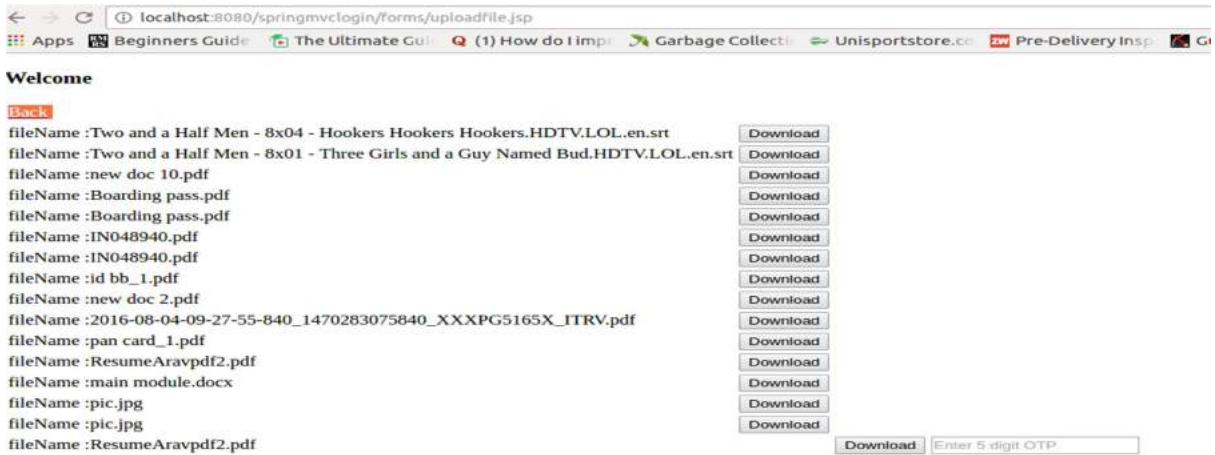 localhost:8080/springmvclogin/forms/uploadfile.jsp
Apps Beginners Guide The Ultimate Gui (1) How do I impr Garbage Collecti Unisportstore.co Pre-Delivery Insp
Welcome
Back
fileName :Two and a Half Men - 8x04 - Hookers Hookers Hookers.HDTV.LOL.en.srt Download
fileName :Two and a Half Men - 8x01 - Three Girls and a Guy Named Bud.HDTV.LOL.en.srt Download
fileName :new doc 10.pdf Download
fileName :Boarding pass.pdf Download
fileName :Boarding pass.pdf Download
fileName :IN048940.pdf Download
fileName :IN048940.pdf Download
fileName :id bb_1.pdf Download
fileName :new doc 2.pdf Download
fileName :2016-08-04-09-27-55-840_1470283075840_XXXPG5165X_ITRV.pdf Download
fileName :pan card_1.pdf Download
fileName :ResumeAravpdf2.pdf Download
fileName :main module.docx Download
fileName :pic.jpg Download
fileName :pic.jpg Download
fileName :ResumeAravpdf2.pdf Download Enter 5 digit OTP